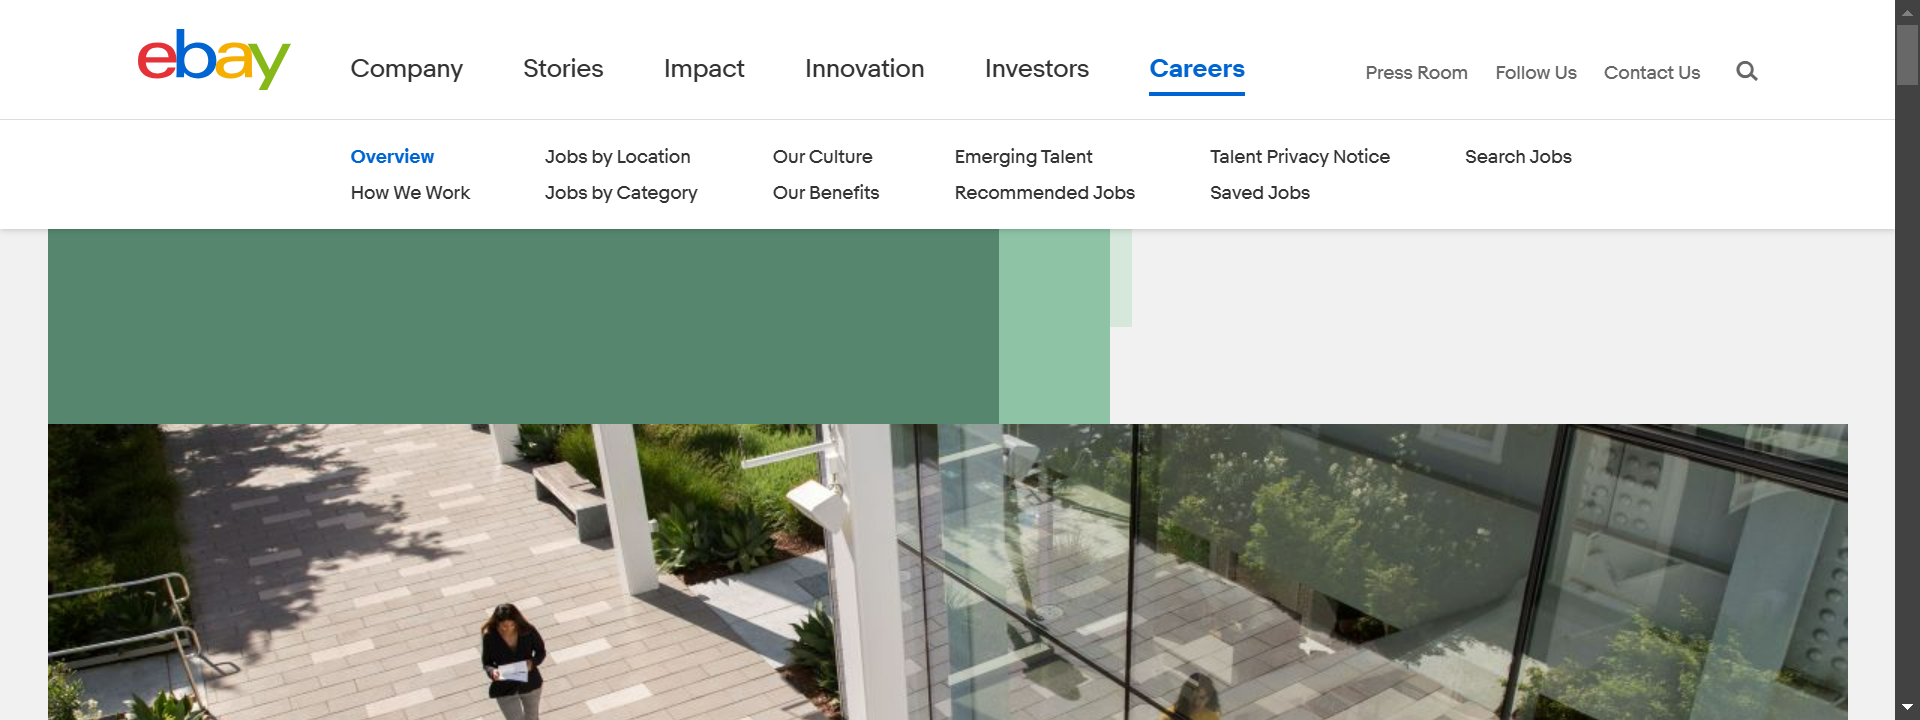 ebay
Company Stories Impact Innovation Investors Careers
Press Room Follow Us Contact Us
Overview Jobs by Location Our Culture Emerging Talent Talent Privacy Notice Search Jobs
How We Work Jobs by Category Our Benefits Recommended Jobs Saved Jobs